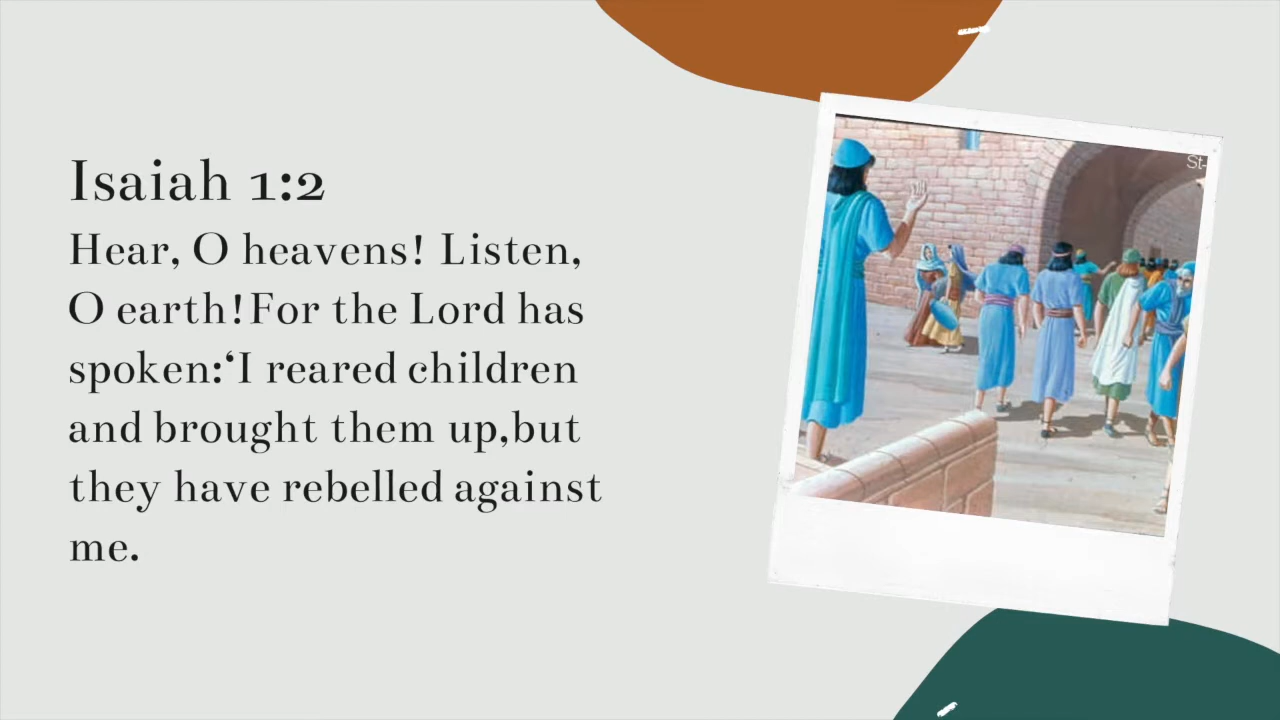 Isaiah 1:2
Hear, O heavens! Listen,
O earth!For the Lord has
spoken:‘I reared children
and brought them up,but
they have rebelled against
me.
St-